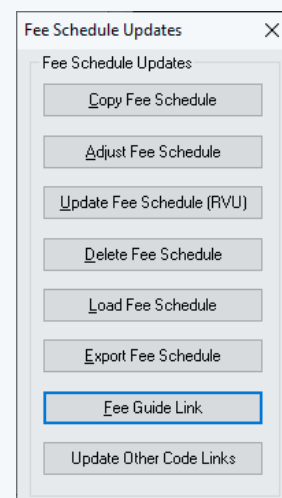 Fee Schedule Updates
Fee Schedule Updates
Copy Fee Schedule
Adjust Fee Schedule
Update Fee Schedule (RVU)
Delete Fee Schedule
Load Fee Schedule
Export Fee Schedule
Fee Guide Link
Update Other Code Links